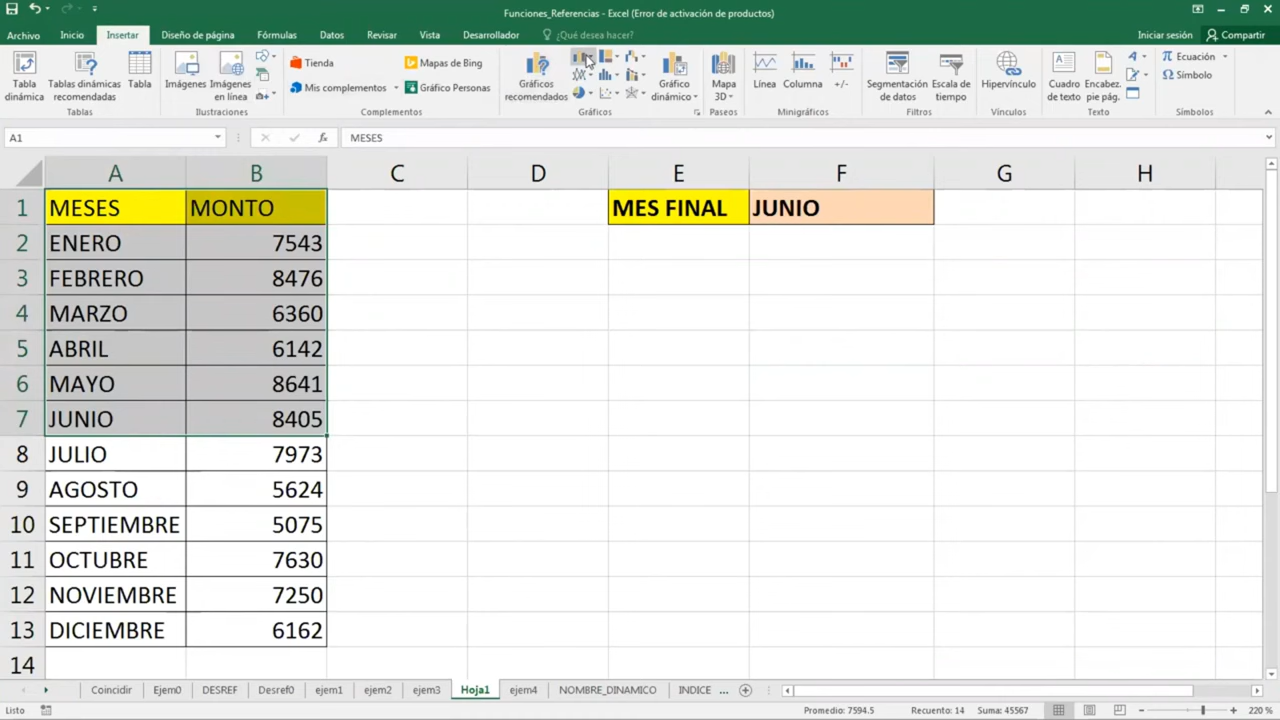 Funciones_Referencias - Excel (Error de activación de productos)
Archivo Inicio Insertar Diseño de página Fórmulas Datos Revisar Vista Desarrollador ¿Qué desea hacer? Iniciar sesión Compartir
Tabla dinámica
Tablas dinámicas recomendadas
Tabla
Imágenes
Imágenes en línea
Tienda
Mis complementos
Mapas de Bing
Gráfico Personas
Gráficos recomendados
Gráfico dinámico
Mapa 3D
Línea
Columna
+/-
Segmentación de datos
Escala de tiempo
Hipervínculo
Cuadro de texto
Encabez. pie pág.
Ecuación
Símbolo
Tablas Ilustraciones Complementos Gráficos Paseos Minigráficos Filtros Vínculos Texto Símbolos
A1 fx MESES
A B C D E F G H
1 MESES MONTO MES FINAL JUNIO
2 ENERO 7543
3 FEBRERO 8476
4 MARZO 6360
5 ABRIL 6142
6 MAYO 8641
7 JUNIO 8405
8 JULIO 7973
9 AGOSTO 5624
10 SEPTIEMBRE 5075
11 OCTUBRE 7630
12 NOVIEMBRE 7250
13 DICIEMBRE 6162
14
Coincidir Ejem0 DESREF Desref0 ejem1 ejem2 ejem3 Hoja1 ejem4 NOMBRE_DINAMICO INDICE ...
Listo Promedio: 7594.5 Recuento: 14 Suma: 45567 220 %